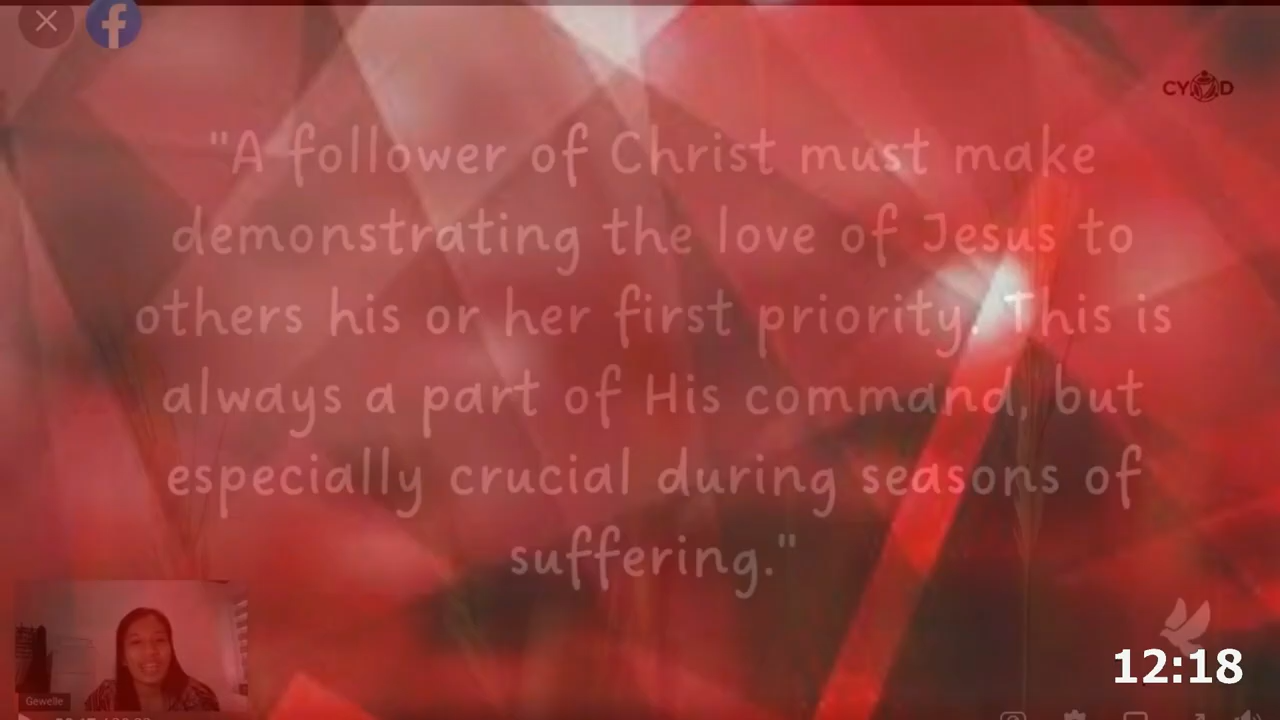 CYD
"A follower of Christ must make
demonstrating the love of Jesus to
others his or her first priority. This is
always a part of His command, but
especially crucial during seasons of
suffering."
Gewelle
12:18